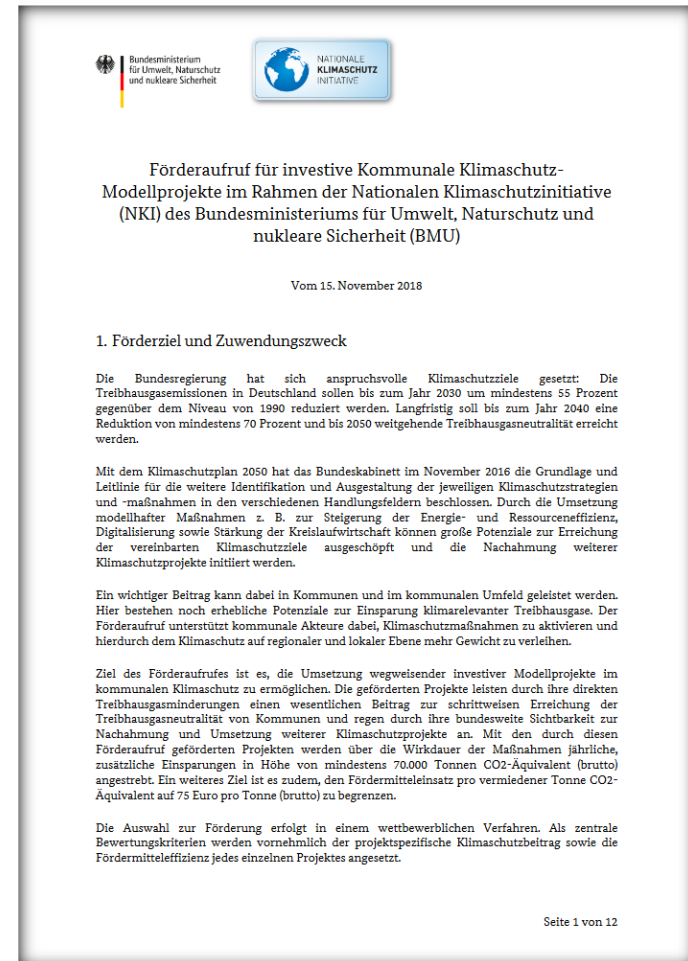 Bundesministerium
für Umwelt, Naturschutz
und nukleare Sicherheit
NATIONALE
KLIMASCHUTZ
INITIATIVE
Förderaufruf für investive Kommunale Klimaschutz-
Modellprojekte im Rahmen der Nationalen Klimaschutzinitiative
(NKI) des Bundesministeriums für Umwelt, Naturschutz und
nukleare Sicherheit (BMU)
Vom 15. November 2018
1. Förderziel und Zuwendungszweck
Die Bundesregierung hat sich anspruchsvolle Klimaschutzziele gesetzt: Die
Treibhausgasemissionen in Deutschland sollen bis zum Jahr 2030 um mindestens 55 Prozent
gegenüber dem Niveau von 1990 reduziert werden. Langfristig soll bis zum Jahr 2040 eine
Reduktion von mindestens 70 Prozent und bis 2050 weitgehende Treibhausgasneutralität erreicht
werden.
Mit dem Klimaschutzplan 2050 hat das Bundeskabinett im November 2016 die Grundlage und
Leitlinie für die weitere Identifikation und Ausgestaltung der jeweiligen Klimaschutzstrategien
und -maßnahmen in den verschiedenen Handlungsfeldern beschlossen. Durch die Umsetzung
modellhafter Maßnahmen z. B. zur Steigerung der Energie- und Ressourceneffizienz,
Digitalisierung sowie Stärkung der Kreislaufwirtschaft können große Potenziale zur Erreichung
der vereinbarten Klimaschutzziele ausgeschöpft und die Nachahmung weiterer
Klimaschutzprojekte initiiert werden.
Ein wichtiger Beitrag kann dabei in Kommunen und im kommunalen Umfeld geleistet werden.
Hier bestehen noch erhebliche Potenziale zur Einsparung klimarelevanter Treibhausgase. Der
Förderaufruf unterstützt kommunale Akteure dabei, Klimaschutzmaßnahmen zu aktivieren und
hierdurch dem Klimaschutz auf regionaler und lokaler Ebene mehr Gewicht zu verleihen.
Ziel des Förderaufrufes ist es, die Umsetzung wegweisender investiver Modellprojekte im
kommunalen Klimaschutz zu ermöglichen. Die geförderten Projekte leisten durch ihre direkten
Treibhausgasminderungen einen wesentlichen Beitrag zur schrittweisen Erreichung der
Treibhausgasneutralität von Kommunen und regen durch ihre bundesweite Sichtbarkeit zur
Nachahmung und Umsetzung weiterer Klimaschutzprojekte an. Mit den durch diesen
Förderaufruf geförderten Projekten werden über die Wirkdauer der Maßnahmen jährliche,
zusätzliche Einsparungen in Höhe von mindestens 70.000 Tonnen CO2-Äquivalent (brutto)
angestrebt. Ein weiteres Ziel ist es zudem, den Fördermitteleinsatz pro vermiedener Tonne CO2-
Äquivalent auf 75 Euro pro Tonne (brutto) zu begrenzen.
Die Auswahl zur Förderung erfolgt in einem wettbewerblichen Verfahren. Als zentrale
Bewertungskriterien werden vornehmlich der projektspezifische Klimaschutzbeitrag sowie die
Fördermitteleffizienz jedes einzelnen Projektes angesetzt.
Seite 1 von 12